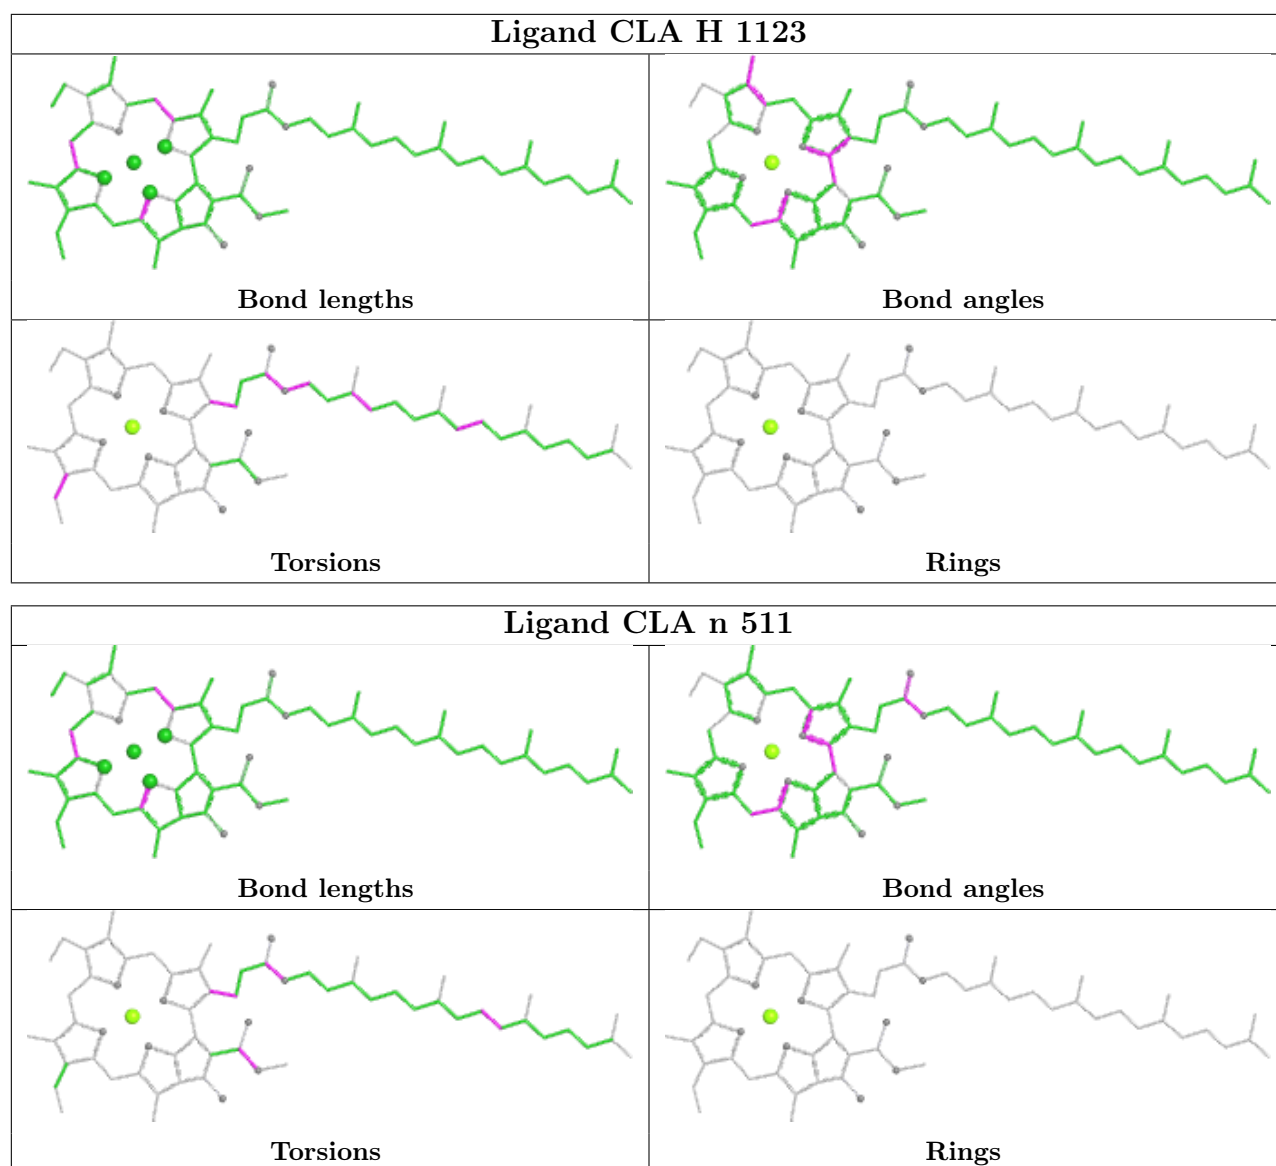 Ligand CLA H 1123
Bond lengths
Bond angles
Torsions
Rings
Ligand CLA n 511
Bond lengths
Bond angles
Torsions
Rings